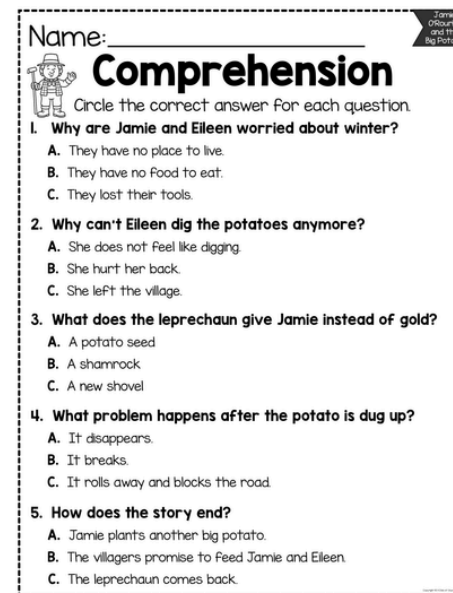 Jamie
O'Rourke
and th
Big Pota
Name:
Comprehension
Circle the correct answer for each question.
1. Why are Jamie and Eileen worried about winter?
A. They have no place to live.
B. They have no food to eat.
C. They lost their tools.
2. Why can't Eileen dig the potatoes anymore?
A. She does not feel like digging.
B. She hurt her back.
C. She left the village.
3. What does the leprechaun give Jamie instead of gold?
A. A potato seed
B. A shamrock
C. A new shovel
4. What problem happens after the potato is dug up?
A. It disappears.
B. It breaks.
C. It rolls away and blocks the road.
5. How does the story end?
A. Jamie plants another big potato.
B. The villagers promise to feed Jamie and Eileen.
C. The leprechaun comes back.